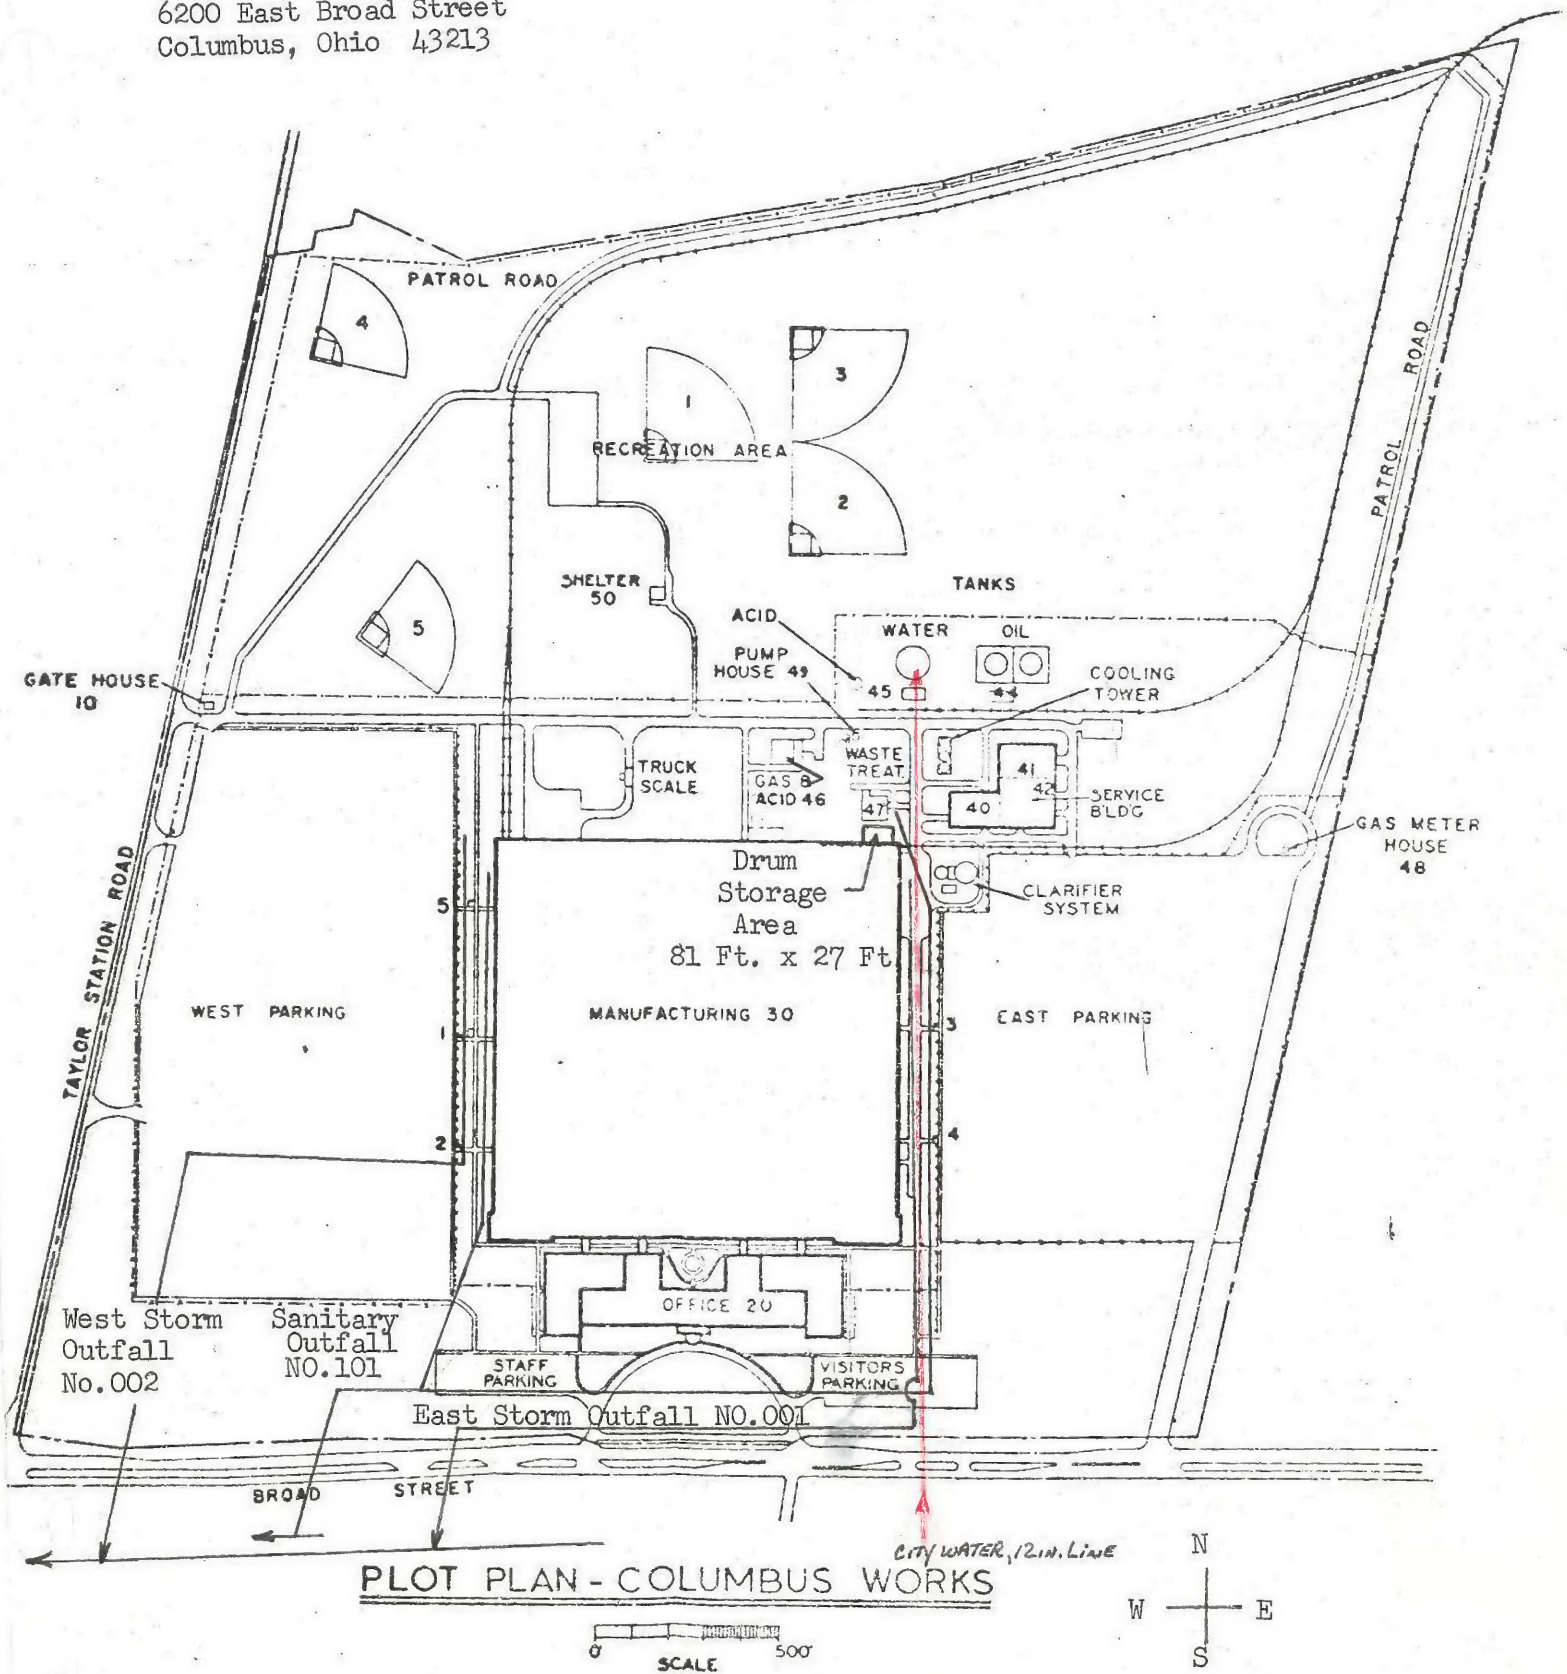 6200 East Broad Street
Columbus, Ohio 43213
PATROL ROAD
4
1
3
RECREATION AREA
2
PATROL ROAD
SHELTER
50
5
TANKS
ACID
WATER
OIL
PUMP
HOUSE 49
45
44
COOLING
TOWER
GATE HOUSE
10
TRUCK
SCALE
GAS &
ACID 46
WASTE
TREAT
47
41
42
40
SERVICE
BLDG
GAS METER
HOUSE
48
Drum
Storage
Area
81 Ft. x 27 Ft
CLARIFIER
SYSTEM
TAYLOR STATION ROAD
5
WEST PARKING
1
MANUFACTURING 30
3
EAST PARKING
2
4
OFFICE 20
West Storm
Outfall
No.002
Sanitary
Outfall
NO.101
STAFF
PARKING
VISITORS
PARKING
East Storm Outfall NO.001
BROAD STREET
CITY WATER, 12 IN. LINE
PLOT PLAN - COLUMBUS WORKS
0 500'
SCALE
N
W E
S